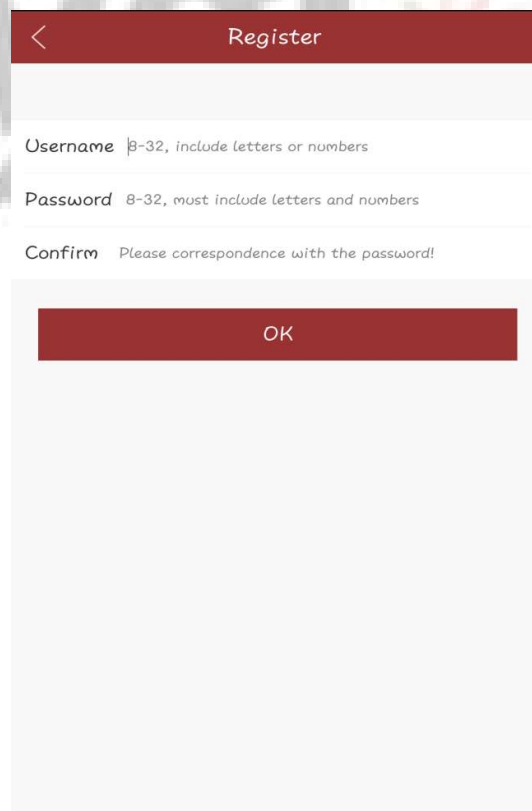 Register
Username 8-32, include letters or numbers
Password 8-32, must include letters and numbers
Confirm Please correspondence with the password!
OK